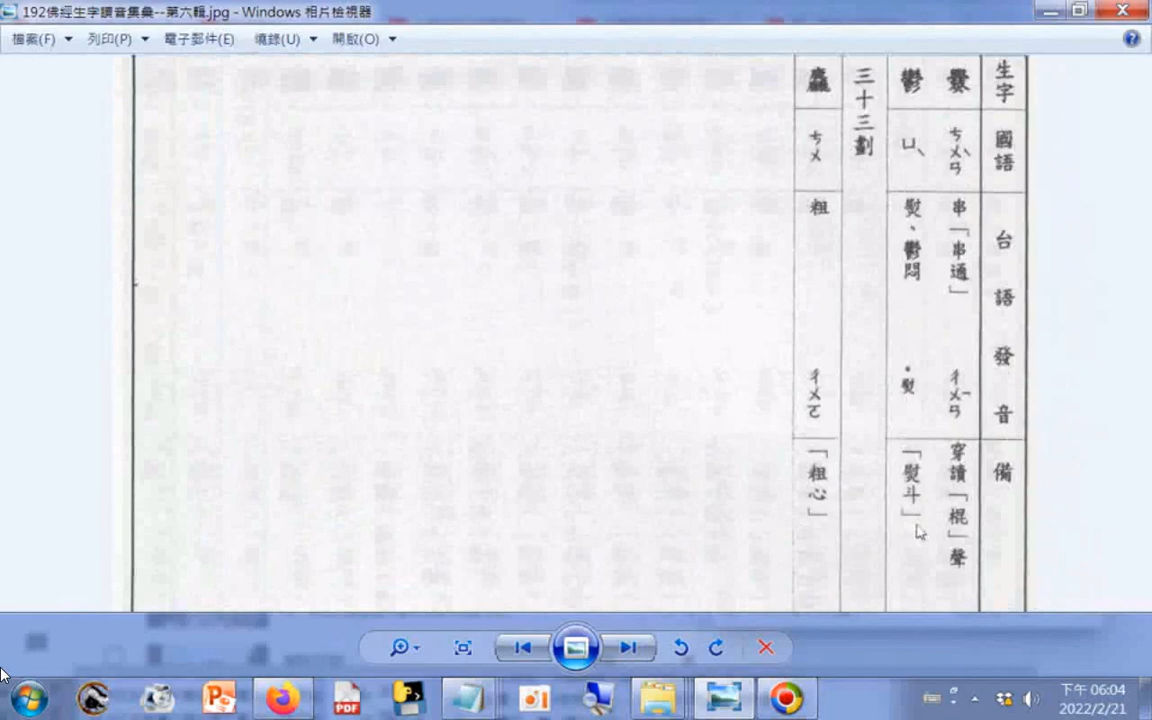 192佛經生字讀音集彙--第六輯.jpg - Windows 相片檢視器
檔案(F) 列印(P) 電子郵件(E) 燒錄(U) 開啟(O)
生字 國語 台語發音 備
爨 ㄘㄨㄢˋ 串「串通」 ㄔㄨㄢ 穿讀「棍」聲
鬱 ㄩˋ 熨、鬱悶 •熨 「熨斗」
三十三劃
麤 ㄘㄨ 粗 ㄘㄛ 「粗心」
PDF
下午 06:04
2022/2/21